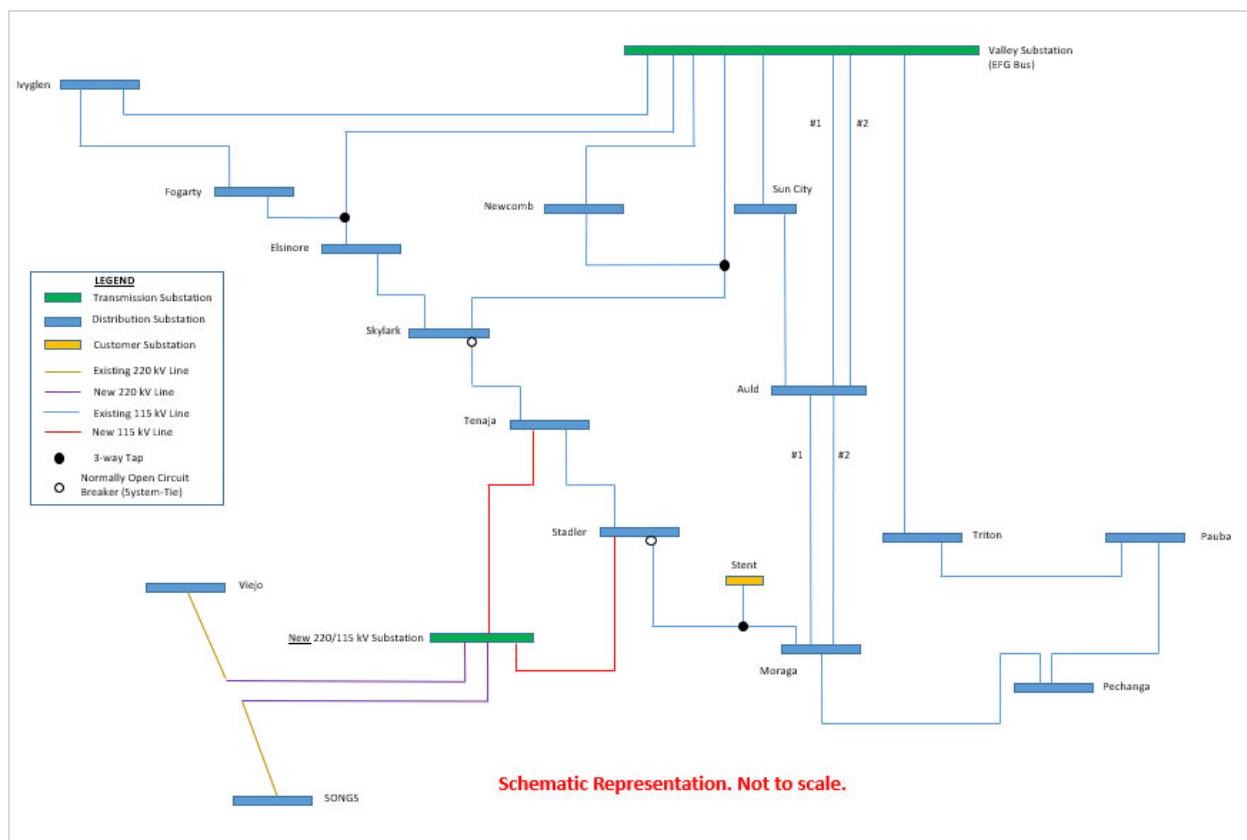 Valley Substation
(EFG Bus)
Ivyglen
#1
#2
Fogarty
Newcomb
Sun City
Elsinore
LEGEND
Transmission Substation
Distribution Substation
Customer Substation
Existing 220 kV Line
New 220 kV Line
Existing 115 kV Line
New 115 kV Line
3-way Tap
Normally Open Circuit
Breaker (System-Tie)
Skylark
Auld
Tenaja
#1
#2
Stadler
Triton
Pauba
Stent
Viejo
New 220/115 kV Substation
Moraga
Pechanga
SONGS
Schematic Representation. Not to scale.